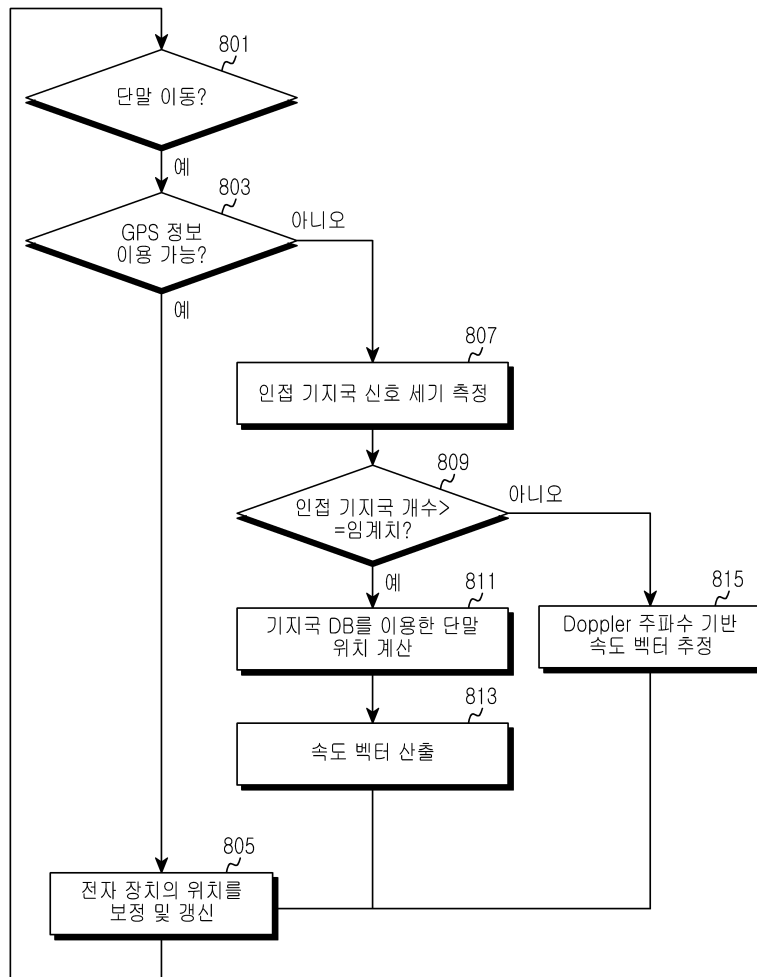 801
단말 이동?
예
803
GPS 정보
이용 가능?
아니오
예
807
인접 기지국 신호 세기 측정
809
인접 기지국 개수>
=임계치?
아니오
예
811
기지국 DB를 이용한 단말
위치 계산
815
Doppler 주파수 기반
속도 벡터 추정
813
속도 벡터 산출
805
전자 장치의 위치를
보정 및 갱신